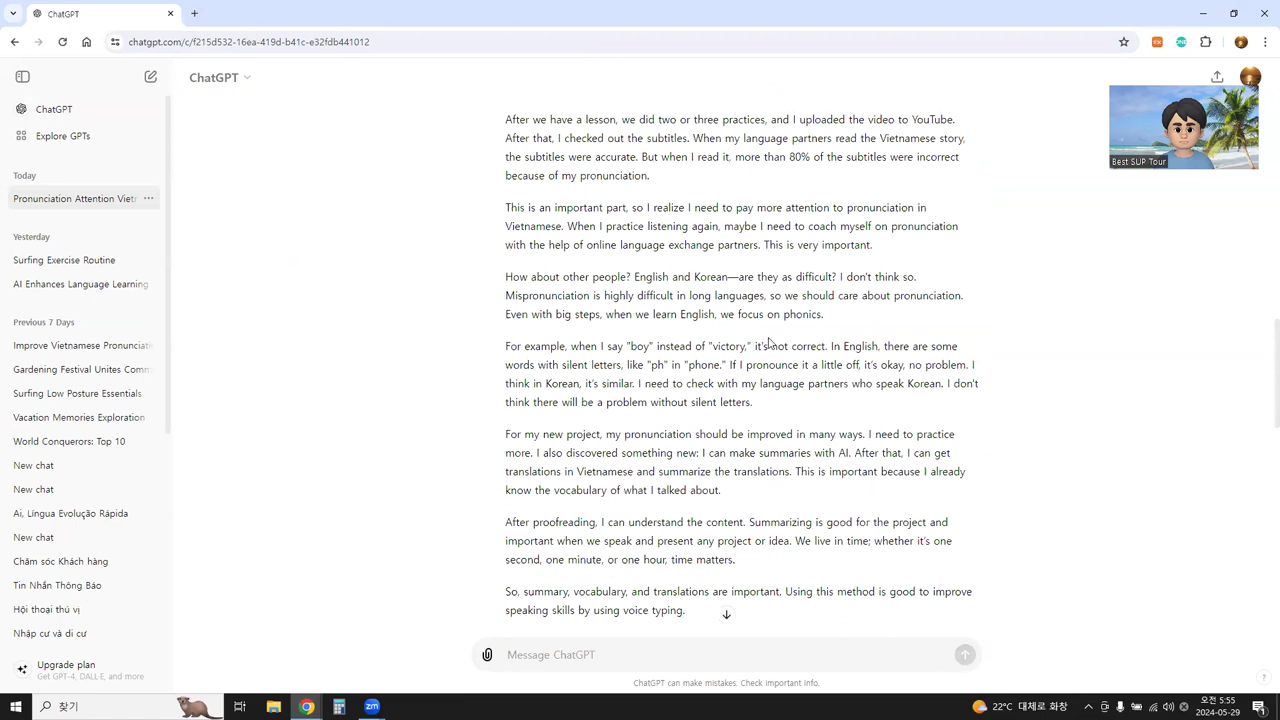 ChatGPT
chatgpt.com/c/f215d532-16ea-419d-b41c-e32fdb441012
ChatGPT
Explore GPTs
Today
Pronunciation Attention Viet
Yesterday
Surfing Exercise Routine
AI Enhances Language Learning
Previous 7 Days
Improve Vietnamese Pronunciati
Gardening Festival Unites Comm
Surfing Low Posture Essentials
Vacation Memories Exploration
World Conquerors: Top 10
New chat
New chat
Ai, Língua Evolução Rápida
New chat
Chăm sóc Khách hàng
Tin Nhắn Thông Báo
Hội thoại thú vị
Nhập cư và di cư
Upgrade plan
Get GPT-4, DALL·E, and more
ChatGPT
After we have a lesson, we did two or three practices, and I uploaded the video to YouTube.
After that, I checked out the subtitles. When my language partners read the Vietnamese story,
the subtitles were accurate. But when I read it, more than 80% of the subtitles were incorrect
because of my pronunciation.
This is an important part, so I realize I need to pay more attention to pronunciation in
Vietnamese. When I practice listening again, maybe I need to coach myself on pronunciation
with the help of online language exchange partners. This is very important.
How about other people? English and Korean—are they as difficult? I don't think so.
Mispronunciation is highly difficult in long languages, so we should care about pronunciation.
Even with big steps, when we learn English, we focus on phonics.
For example, when I say "boy" instead of "victory," it's not correct. In English, there are some
words with silent letters, like "ph" in "phone." If I pronounce it a little off, it's okay, no problem. I
think in Korean, it's similar. I need to check with my language partners who speak Korean. I don't
think there will be a problem without silent letters.
For my new project, my pronunciation should be improved in many ways. I need to practice
more. I also discovered something new: I can make summaries with AI. After that, I can get
translations in Vietnamese and summarize the translations. This is important because I already
know the vocabulary of what I talked about.
After proofreading, I can understand the content. Summarizing is good for the project and
important when we speak and present any project or idea. We live in time; whether it's one
second, one minute, or one hour, time matters.
So, summary, vocabulary, and translations are important. Using this method is good to improve
speaking skills by using voice typing.
Message ChatGPT
ChatGPT can make mistakes. Check important info.
Best SUP Tour
찾기
22°C 대체로 화창
오전 5:55
2024-05-29